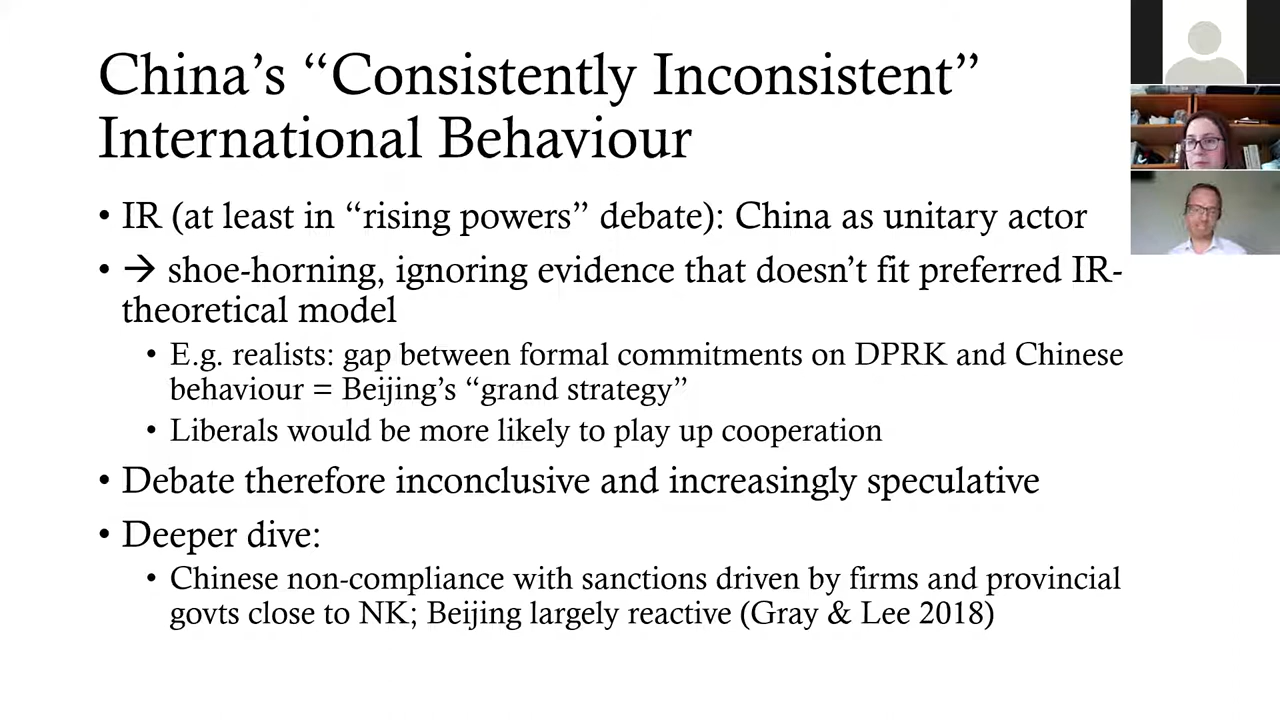 China’s “Consistently Inconsistent”
International Behaviour
• IR (at least in “rising powers” debate): China as unitary actor
• → shoe-horning, ignoring evidence that doesn’t fit preferred IR-
theoretical model
• E.g. realists: gap between formal commitments on DPRK and Chinese
behaviour = Beijing’s “grand strategy”
• Liberals would be more likely to play up cooperation
• Debate therefore inconclusive and increasingly speculative
• Deeper dive:
• Chinese non-compliance with sanctions driven by firms and provincial
govts close to NK; Beijing largely reactive (Gray & Lee 2018)